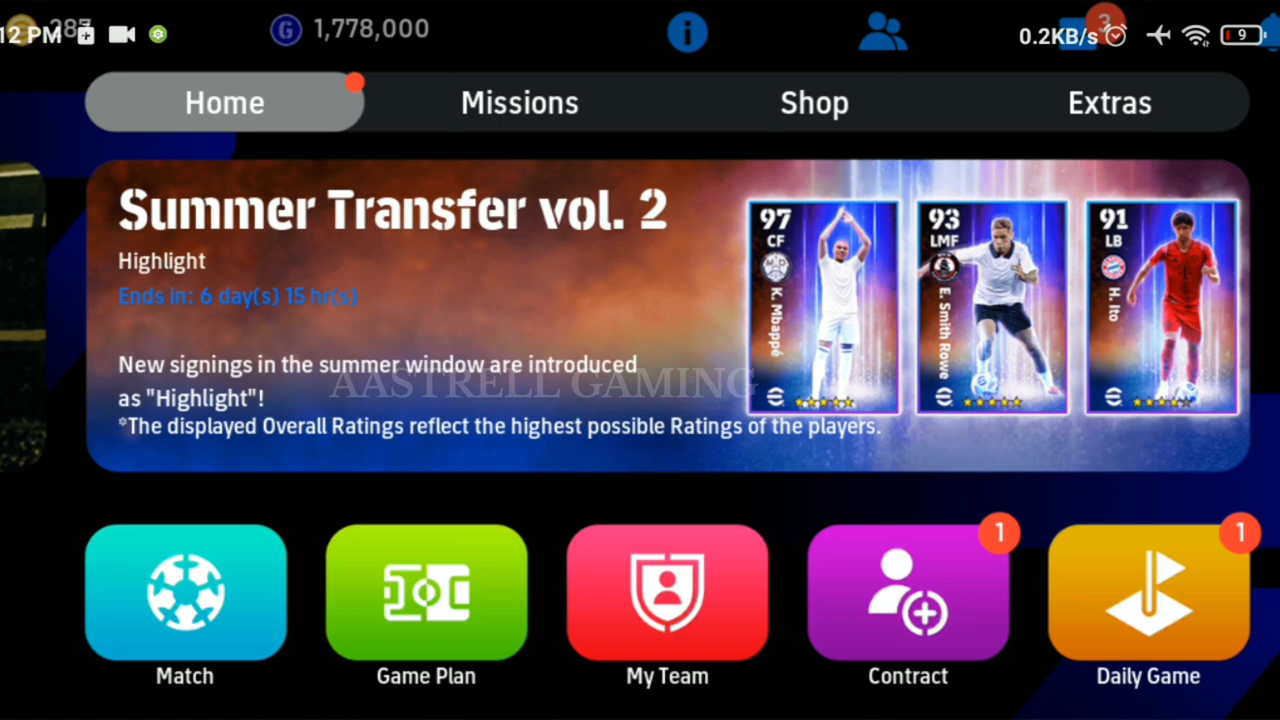 12 PM
287
1,778,000
0.2KB/s
3
9
Home
Missions
Shop
Extras
Summer Transfer vol. 2
Highlight
Ends in: 6 day(s) 15 hr(s)
New signings in the summer window are introduced
as "Highlight"!
*The displayed Overall Ratings reflect the highest possible Ratings of the players.
AASTRELL GAMING
97
CF
K. Mbappé
93
LMF
E. Smith Rowe
91
LB
H. Ito
Match
Game Plan
My Team
1
Contract
1
Daily Game